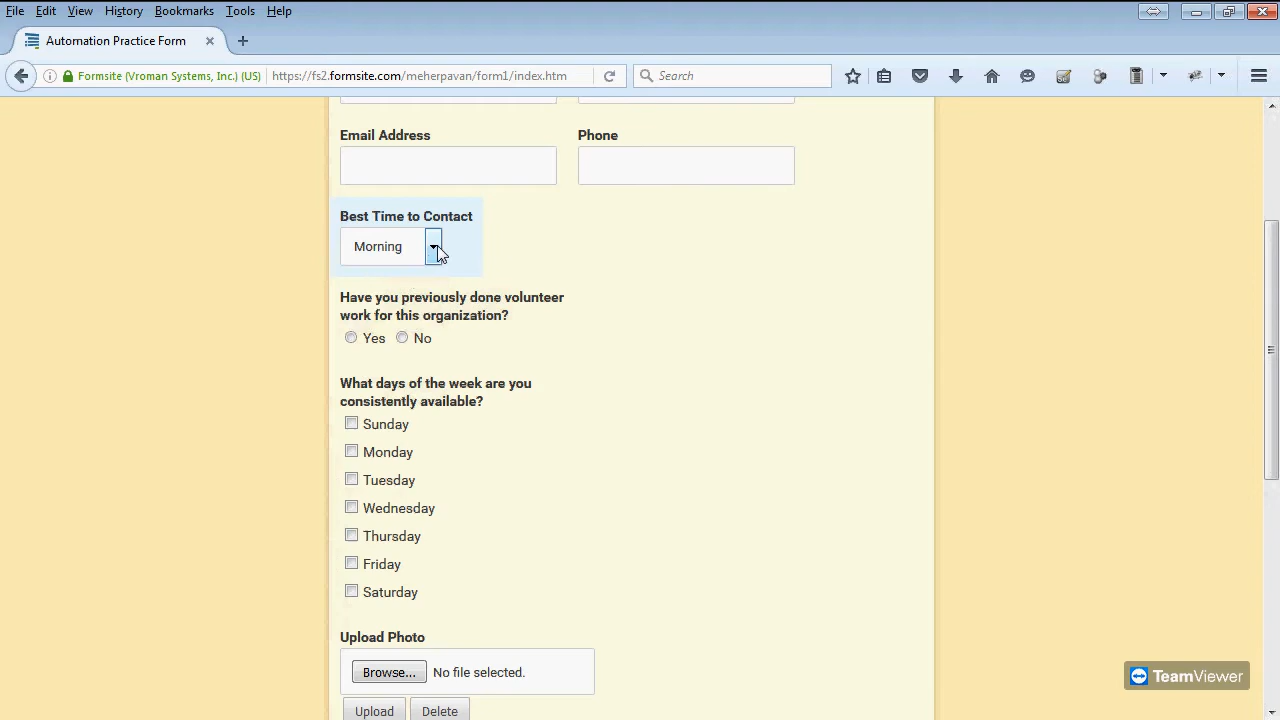 File Edit View History Bookmarks Tools Help
Automation Practice Form
Formsite (Vroman Systems, Inc.) (US) https://fs2.formsite.com/meherpavan/form1/index.htm Search
Email Address Phone
Best Time to Contact
Morning
Have you previously done volunteer
work for this organization?
Yes No
What days of the week are you
consistently available?
Sunday
Monday
Tuesday
Wednesday
Thursday
Friday
Saturday
Upload Photo
Browse... No file selected.
Upload Delete
TeamViewer